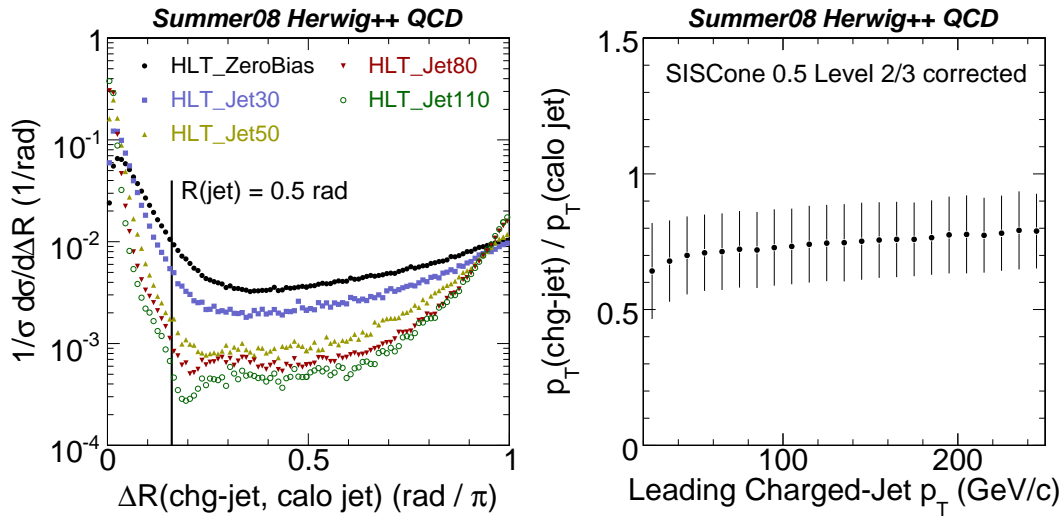 Summer08 Herwig++ QCD
1/σ dσ/dΔR (1/rad)
1
10⁻¹
10⁻²
10⁻³
10⁻⁴
HLT_ZeroBias
HLT_Jet30
HLT_Jet50
HLT_Jet80
HLT_Jet110
R(jet) = 0.5 rad
0
0.5
1
ΔR(chg-jet, calo jet) (rad / π)
Summer08 Herwig++ QCD
p_T(chg-jet) / p_T(calo jet)
1.5
1
0.5
0
SISCone 0.5 Level 2/3 corrected
100
200
Leading Charged-Jet p_T (GeV/c)